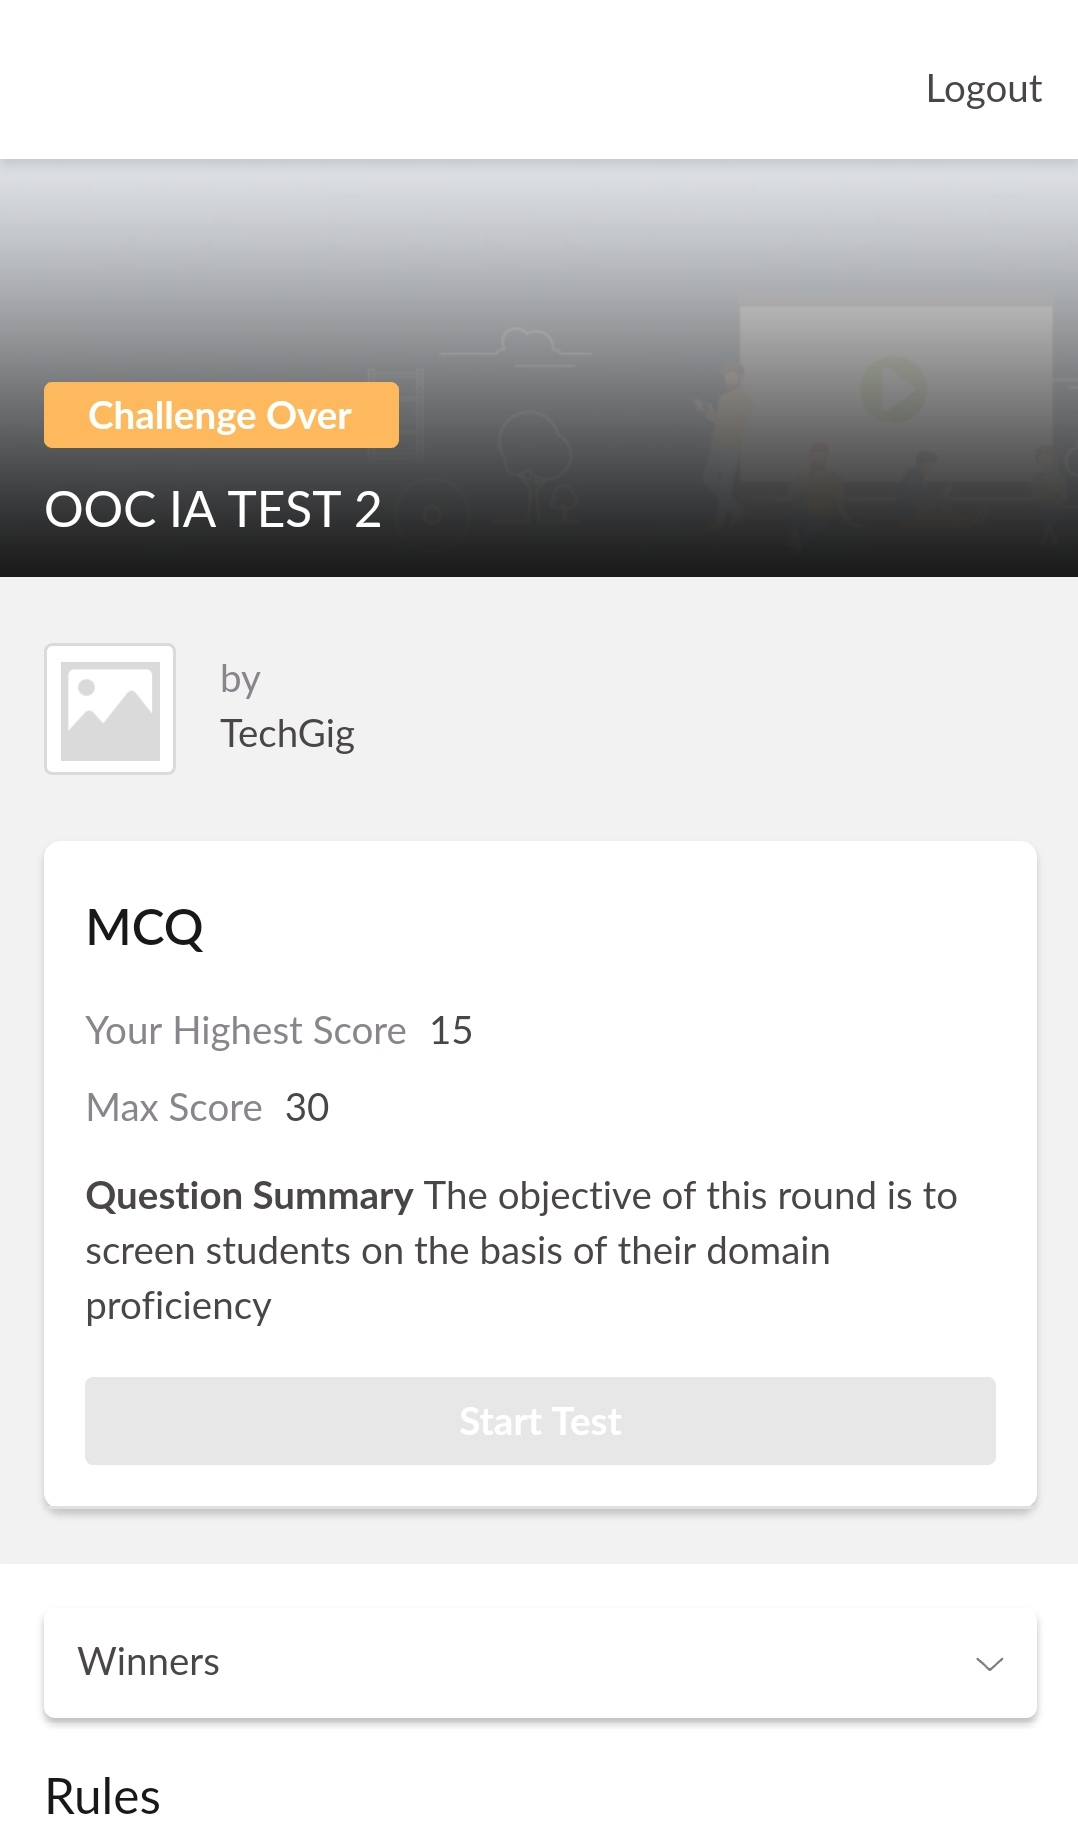 Logout
Challenge Over
OOC IA TEST 2
by
TechGig
MCQ
Your Highest Score 15
Max Score 30
Question Summary The objective of this round is to
screen students on the basis of their domain
proficiency
Start Test
Winners
Rules